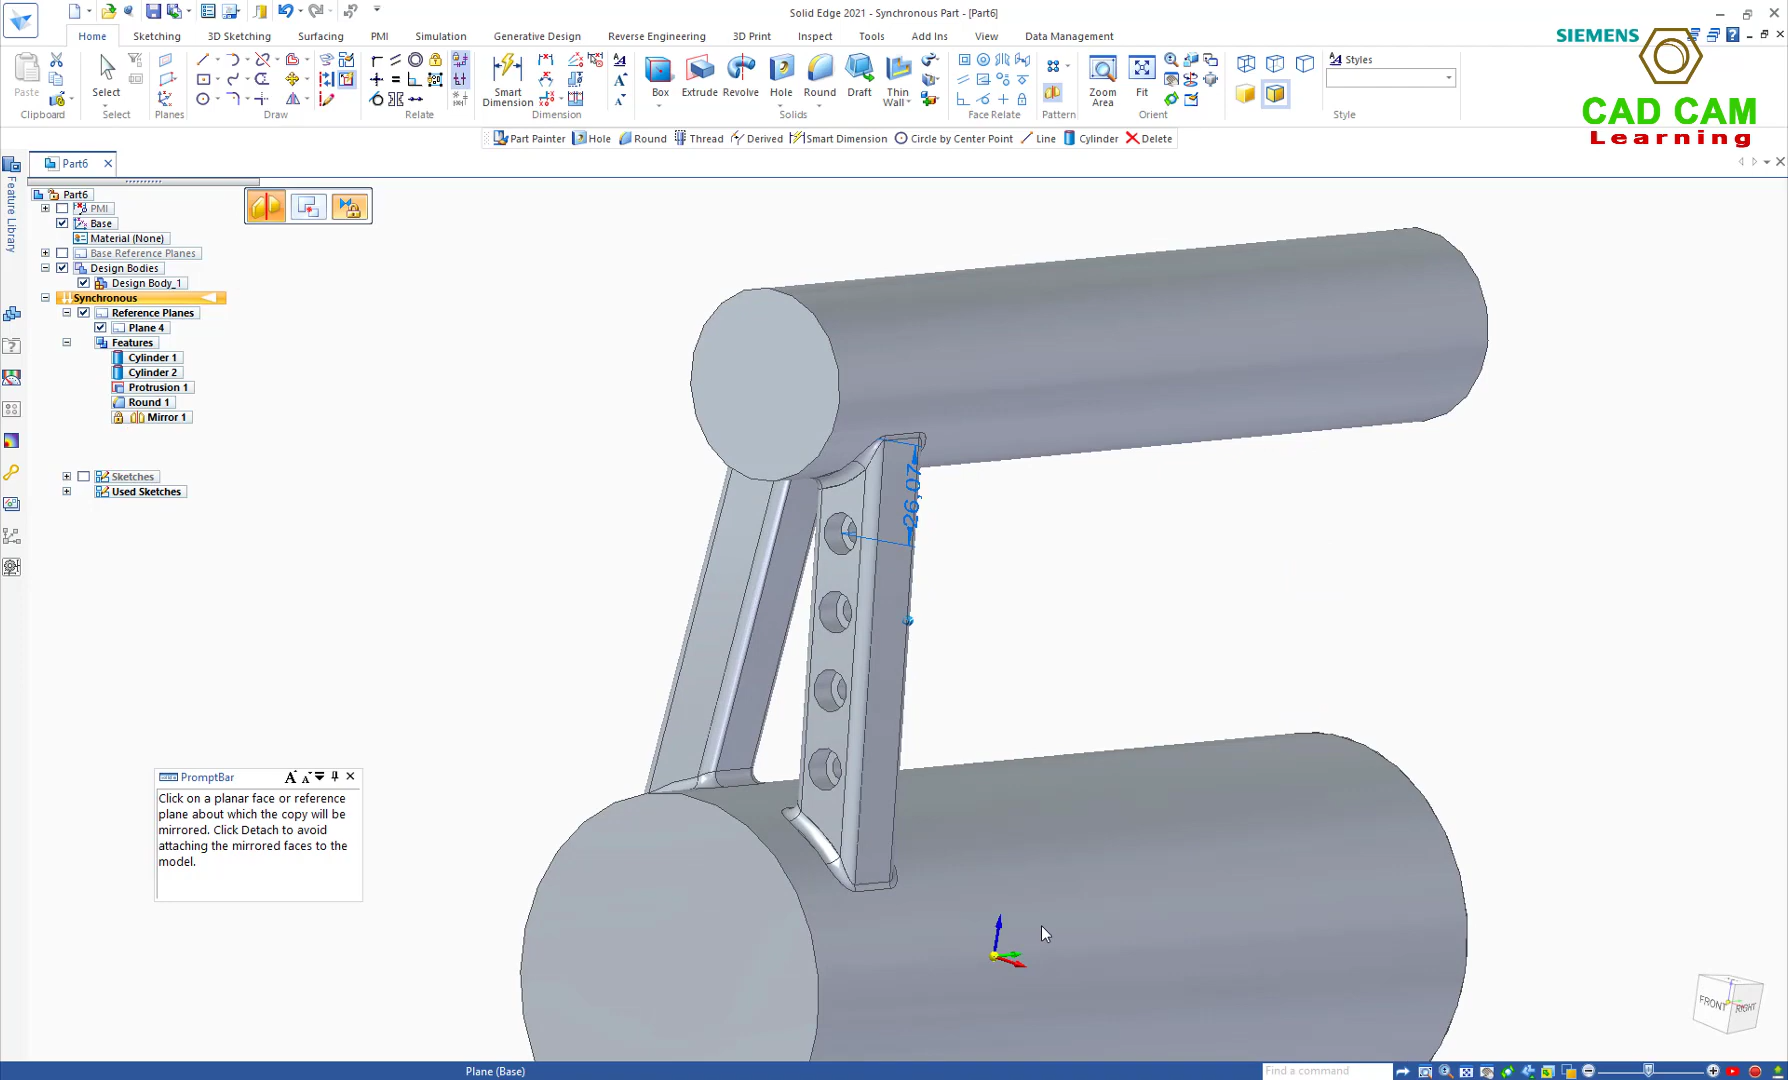 Solid Edge 2021 - Synchronous Part - [Part6]
Home Sketching 3D Sketching Surfacing PMI Simulation Generative Design Reverse Engineering 3D Print Inspect Tools Add Ins View Data Management
SIEMENS
CAD CAM
Learning
Paste
Select
Smart
Dimension
Box Extrude Revolve Hole Round Draft Thin
Wall
Zoom
Area
Fit
Styles
Clipboard Select Planes Draw Relate Dimension Solids Face Relate Pattern Orient Style
Part Painter Hole Round Thread Derived Smart Dimension Circle by Center Point Line Cylinder Delete
Part6
Feature Library
Part6
PMI
Base
Material (None)
Base Reference Planes
Design Bodies
Design Body_1
Synchronous
Reference Planes
Plane 4
Features
Cylinder 1
Cylinder 2
Protrusion 1
Round 1
Mirror 1
Sketches
Used Sketches
26,07
PromptBar
Click on a planar face or reference
plane about which the copy will be
mirrored. Click Detach to avoid
attaching the mirrored faces to the
model.
FRONT RIGHT
Plane (Base)
Find a command